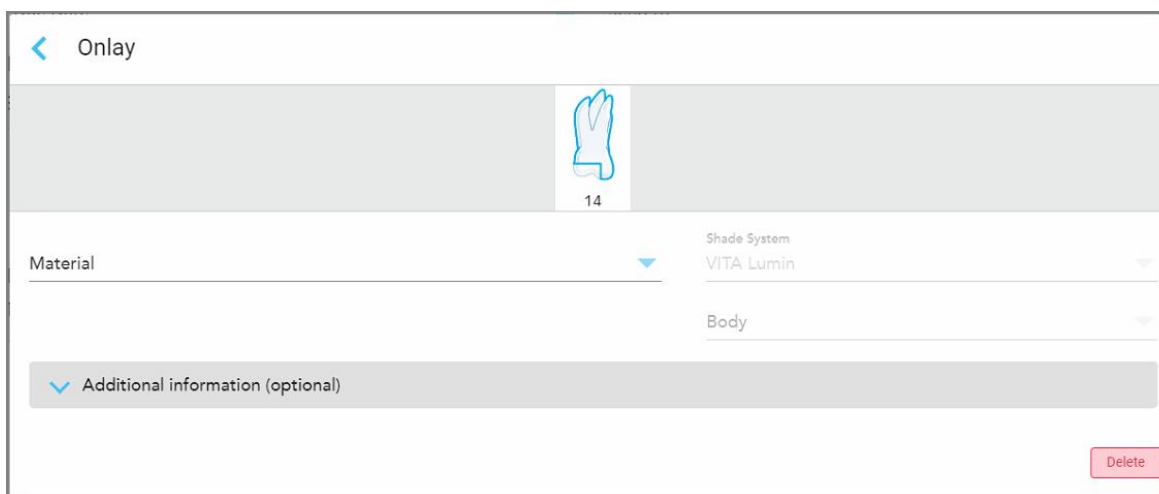 Onlay
14
Material
Shade System
VITA Lumin
Body
Additional information (optional)
Delete